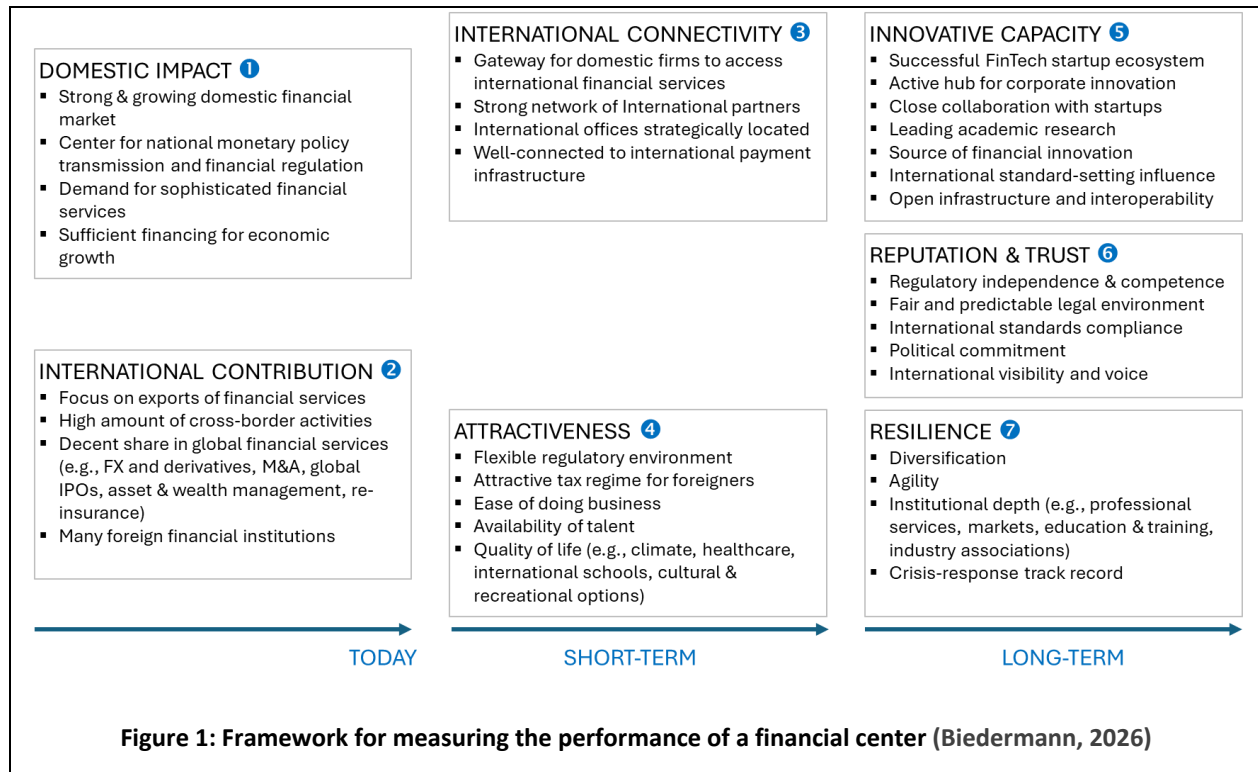 DOMESTIC IMPACT ❶
▪ Strong & growing domestic financial
market
▪ Center for national monetary policy
transmission and financial regulation
▪ Demand for sophisticated financial
services
▪ Sufficient financing for economic
growth
INTERNATIONAL CONTRIBUTION ❷
▪ Focus on exports of financial services
▪ High amount of cross-border activities
▪ Decent share in global financial services
(e.g., FX and derivatives, M&A, global
IPOs, asset & wealth management, re-
insurance)
▪ Many foreign financial institutions
INTERNATIONAL CONNECTIVITY ❸
▪ Gateway for domestic firms to access
international financial services
▪ Strong network of International partners
▪ International offices strategically located
▪ Well-connected to international payment
infrastructure
ATTRACTIVENESS ❹
▪ Flexible regulatory environment
▪ Attractive tax regime for foreigners
▪ Ease of doing business
▪ Availability of talent
▪ Quality of life (e.g., climate, healthcare,
international schools, cultural &
recreational options)
INNOVATIVE CAPACITY ❺
▪ Successful FinTech startup ecosystem
▪ Active hub for corporate innovation
▪ Close collaboration with startups
▪ Leading academic research
▪ Source of financial innovation
▪ International standard-setting influence
▪ Open infrastructure and interoperability
REPUTATION & TRUST ❻
▪ Regulatory independence & competence
▪ Fair and predictable legal environment
▪ International standards compliance
▪ Political commitment
▪ International visibility and voice
RESILIENCE ❼
▪ Diversification
▪ Agility
▪ Institutional depth (e.g., professional
services, markets, education & training,
industry associations)
▪ Crisis-response track record
TODAY
SHORT-TERM
LONG-TERM
Figure 1: Framework for measuring the performance of a financial center (Biedermann, 2026)